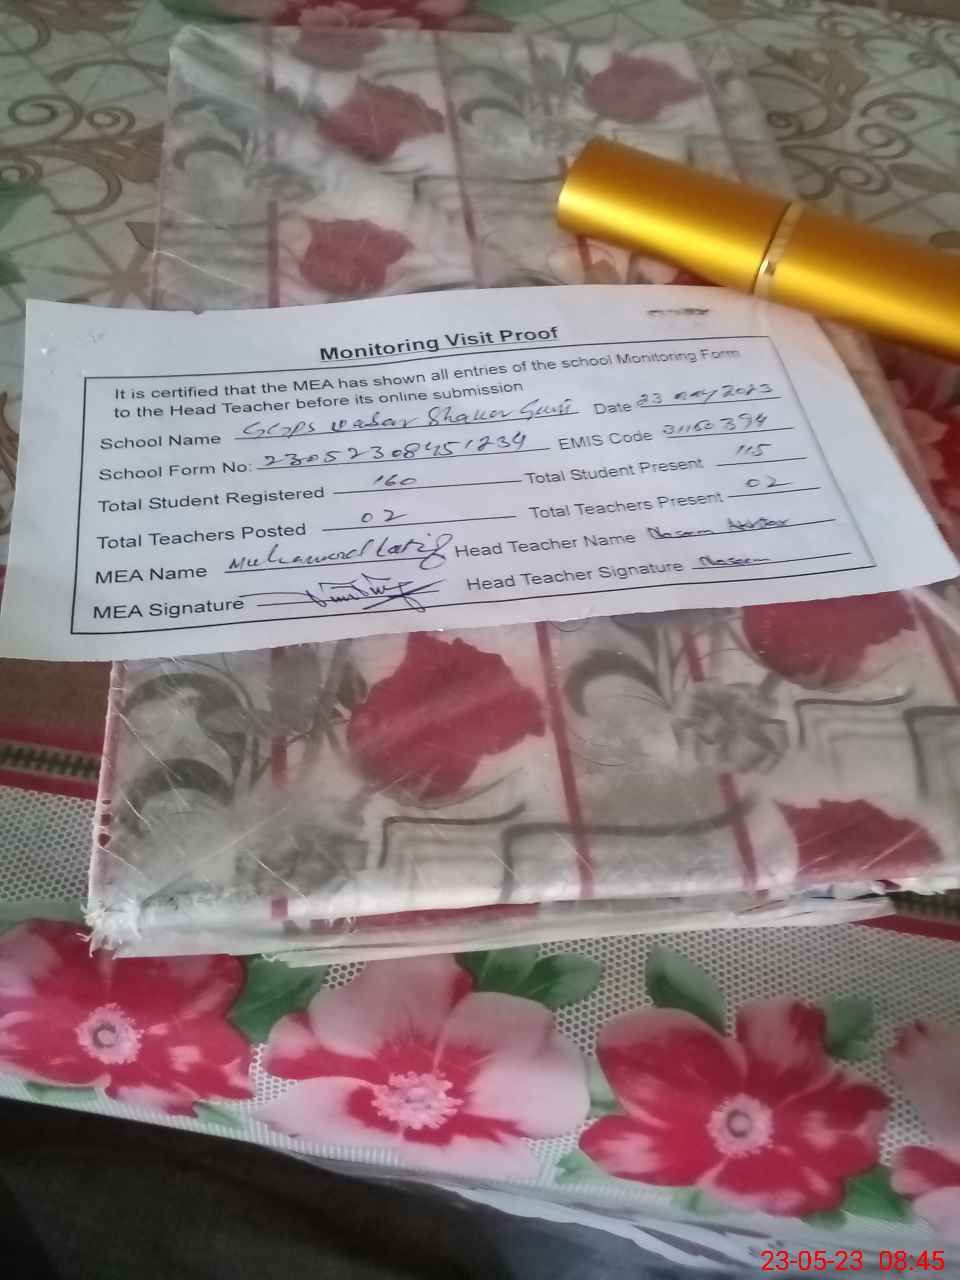 Monitoring Visit Proof
It is certified that the MEA has shown all entries of the school Monitoring Form
to the Head Teacher before its online submission
School Name GGPS Date 23 May 2023
School Form No: 23052308451234 EMIS Code 31160394
Total Student Registered 160 Total Student Present 115
Total Teachers Posted 02 Total Teachers Present 02
MEA Name Muhammad Latif Head Teacher Name Naseem Akhtar
MEA Signature Head Teacher Signature Naseem
23-05-23 08:45